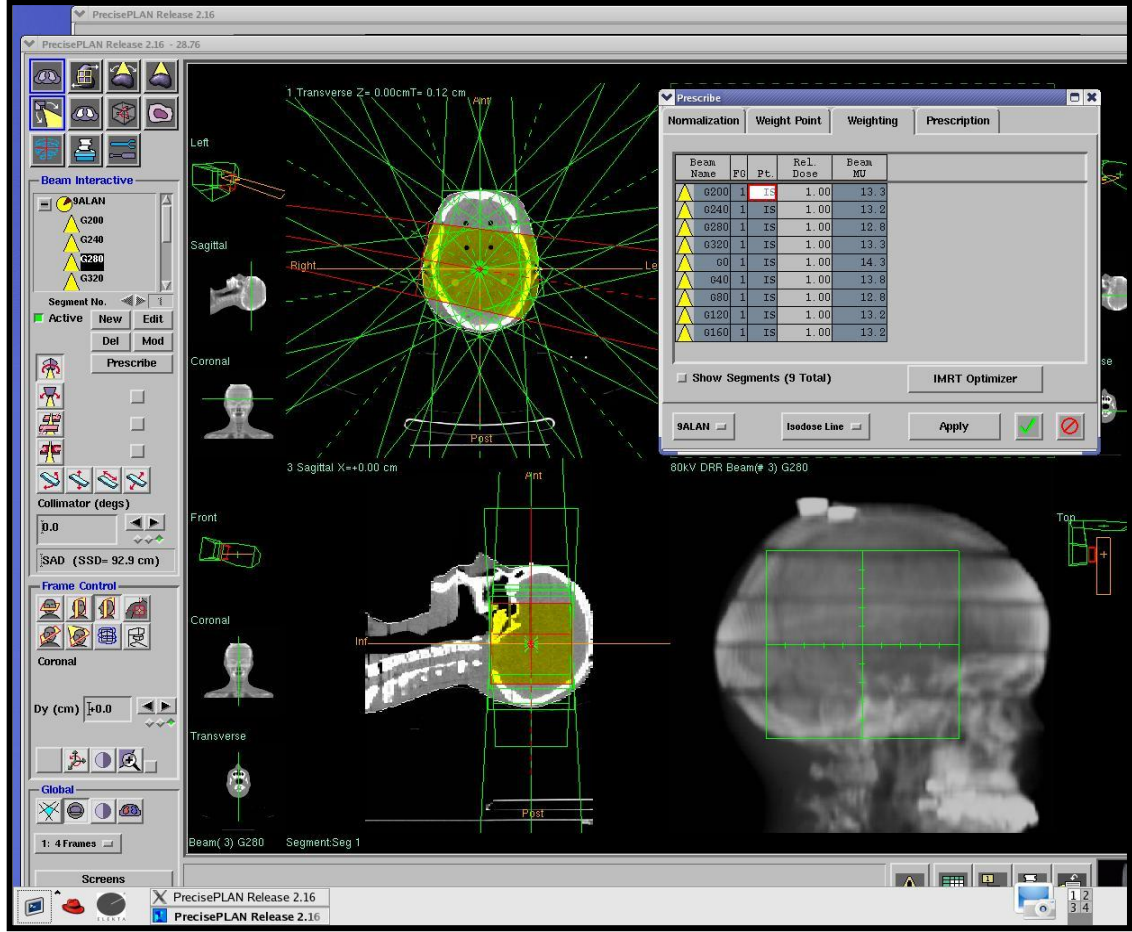 PrecisePLAN Release 2.16
PrecisePLAN Release 2.16 - 28.76
Beam Interactive
9ALAN
G200
G240
G280
G320
Segment No. 1
Active New Edit
Del Mod
Prescribe
Collimator (degs)
0.0
SAD (SSD= 92.9 cm)
Frame Control
Coronal
Dy (cm) +0.0
Global
1: 4 Frames
Screens
1 Transverse Z= 0.00cmT= 0.12 cm
Ant
Left
Sagittal
Right
Le
Coronal
Post
Prescribe
Normalization Weight Point Weighting Prescription
Beam Name FG Pt. Rel. Dose Beam MU
G200 1 IS 1.00 13.3
G240 1 IS 1.00 13.2
G280 1 IS 1.00 12.8
G320 1 IS 1.00 13.3
G0 1 IS 1.00 14.3
G40 1 IS 1.00 13.8
G80 1 IS 1.00 12.8
G120 1 IS 1.00 13.2
G160 1 IS 1.00 13.2
Show Segments (9 Total) IMRT Optimizer
9ALAN Isodose Line Apply
se
3 Sagittal X=+0.00 cm
Ant
Front
Coronal
Inf
Transverse
Post
Beam( 3) G280 Segment:Seg 1
80kV DRR Beam(# 3) G280
Top
ELEKTA
PrecisePLAN Release 2.16
PrecisePLAN Release 2.16
1 2
3 4